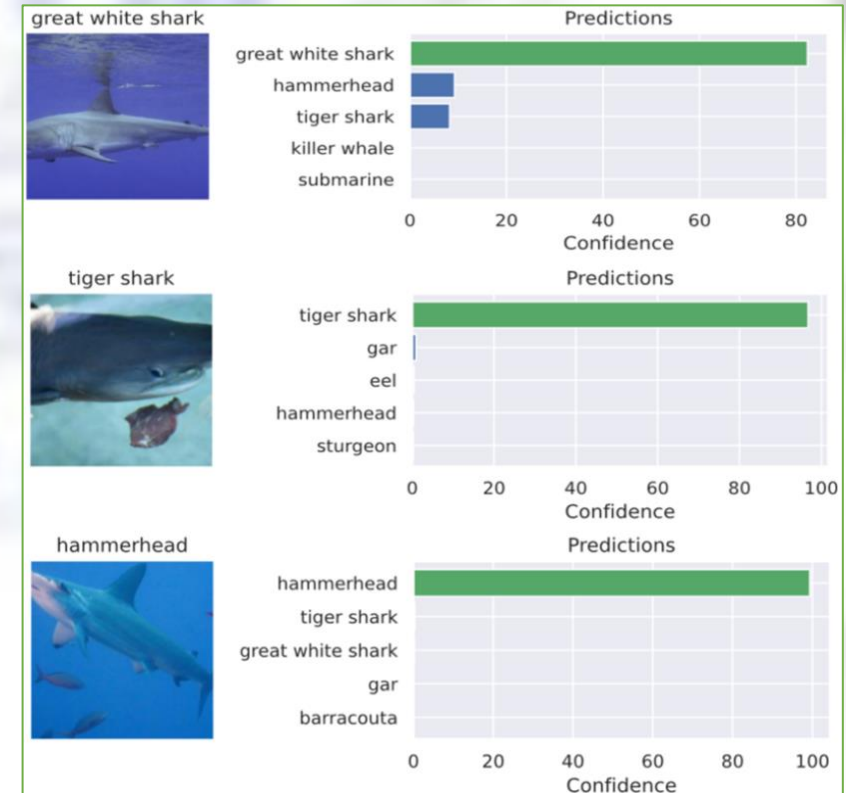 great white shark
Predictions
great white shark
hammerhead
tiger shark
killer whale
submarine
0 20 40 60 80
Confidence
tiger shark
Predictions
tiger shark
gar
eel
hammerhead
sturgeon
0 20 40 60 80 100
Confidence
hammerhead
Predictions
hammerhead
tiger shark
great white shark
gar
barracouta
0 20 40 60 80 100
Confidence